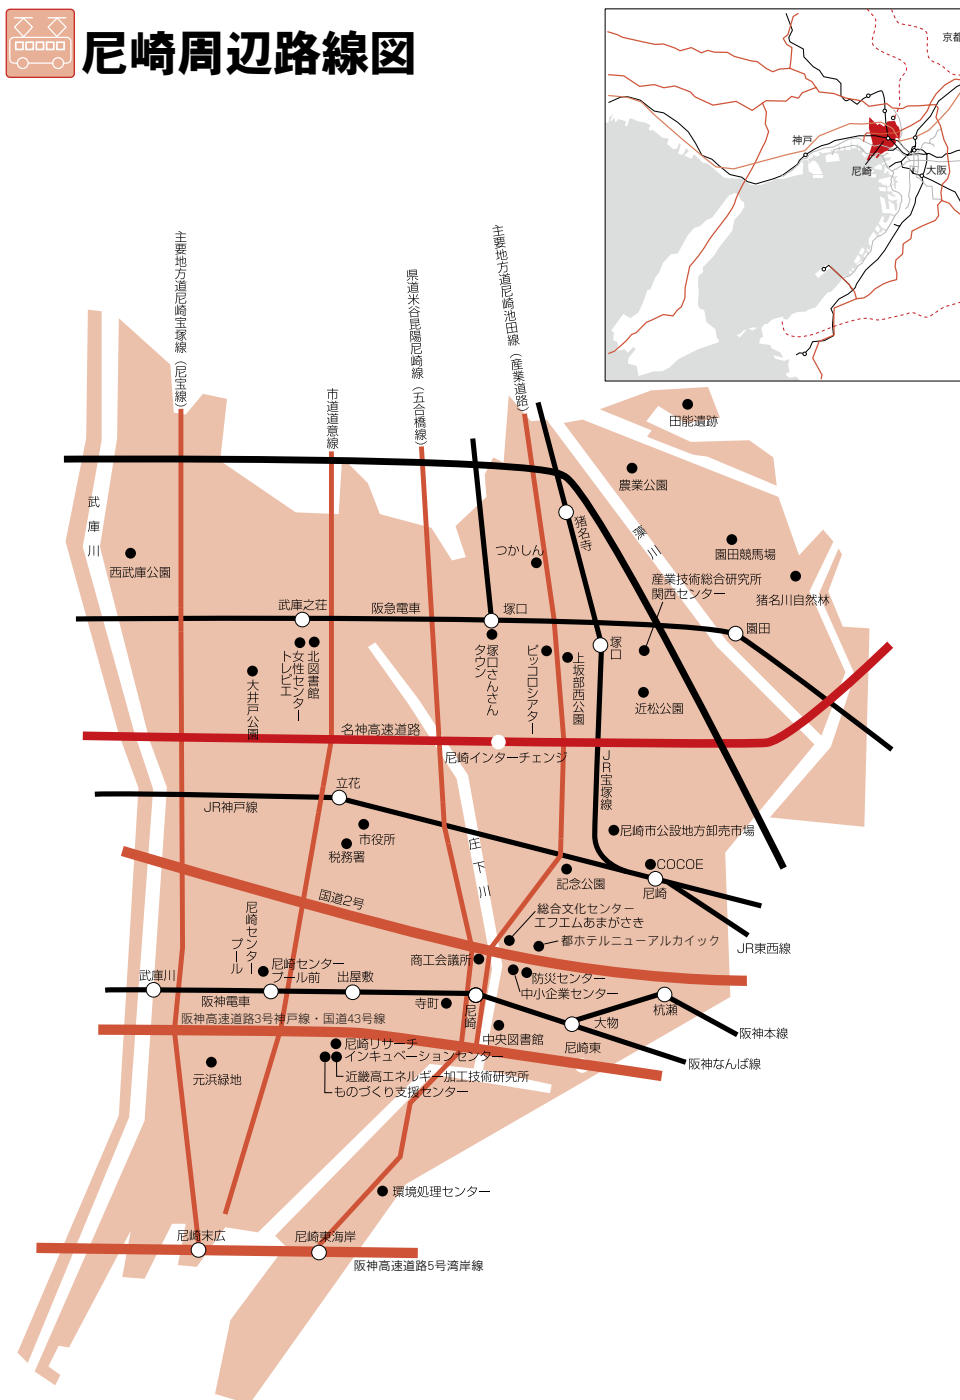 尼崎周辺路線図
京都
神戸
尼崎
大阪
主要地方道尼崎宝塚線（尼宝線）
市道道意線
県道米谷昆陽尼崎線（五合橋線）
主要地方道尼崎池田線（産業道路）
田能遺跡
農業公園
武庫川
猪名寺
藻川
つかしん
園田競馬場
西武庫公園
産業技術総合研究所
関西センター
猪名川自然林
武庫之荘
阪急電車
塚口
園田
塚口
北図書館
女性センター
トレピエ
大井戸公園
塚口さんさん
タウン
ピッコロシアター
上坂部西公園
近松公園
名神高速道路
尼崎インターチェンジ
JR宝塚線
立花
JR神戸線
市役所
税務署
庄下川
尼崎市公設地方卸売市場
COCOE
記念公園
尼崎
国道2号
総合文化センター
エフエムあまがさき
都ホテルニューアルカイック
JR東西線
尼崎センター
プール
商工会議所
武庫川
尼崎センター
プール前
出屋敷
防災センター
中小企業センター
阪神電車
寺町
尼崎
大物
杭瀬
阪神高速道路3号神戸線・国道43号線
中央図書館
尼崎東
阪神本線
阪神なんば線
尼崎リサーチ
インキュベーションセンター
元浜緑地
近畿高エネルギー加工技術研究所
ものづくり支援センター
環境処理センター
尼崎末広
尼崎東海岸
阪神高速道路5号湾岸線